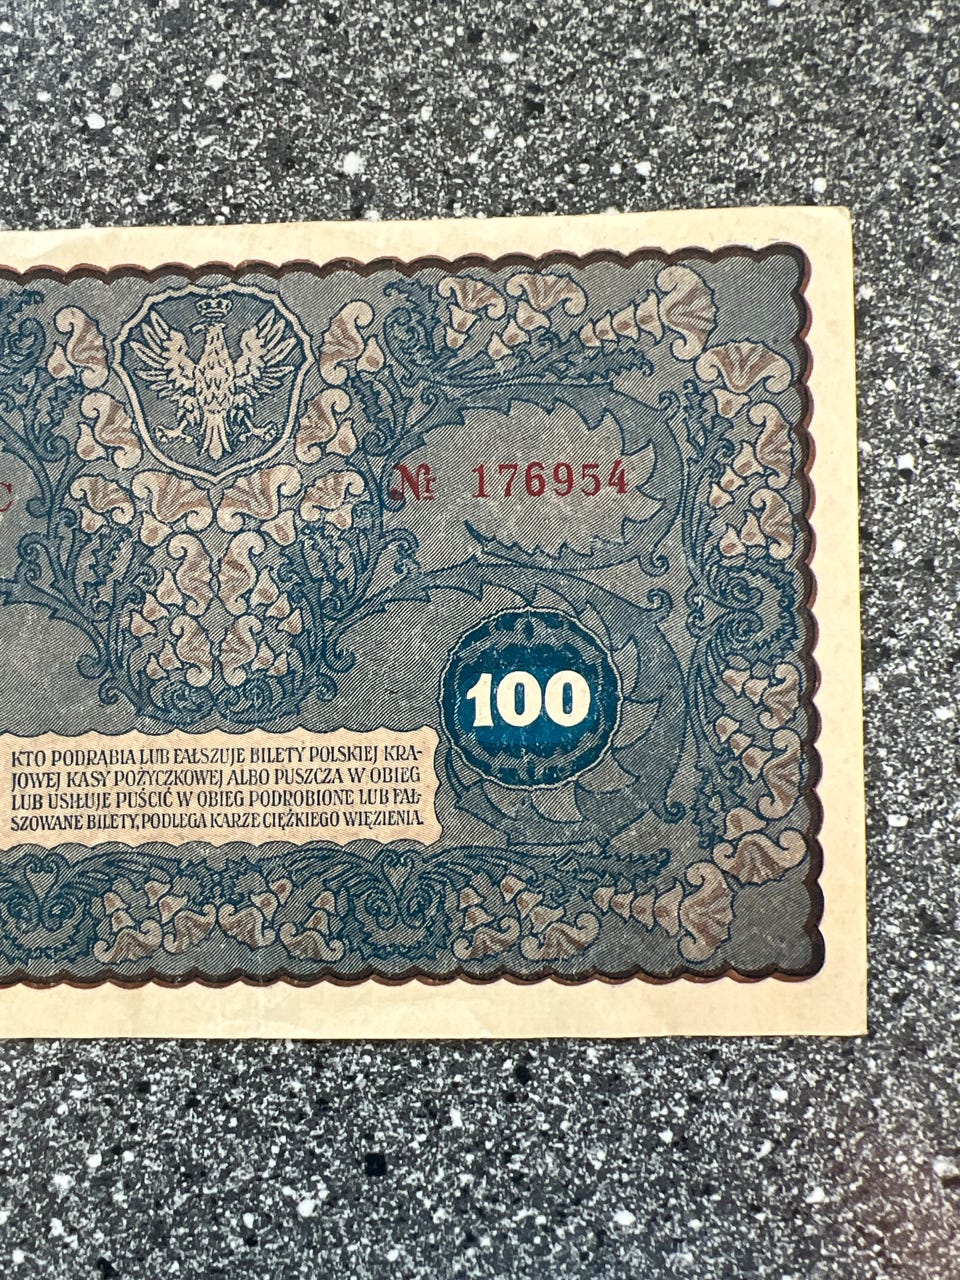 C
№ 176954
100
KTO PODRABIA LUB FAŁSZUJE BILETY POLSKIEJ KRA-
JOWEJ KASY POŻYCZKOWEJ ALBO PUSZCZA W OBIEG
LUB USIŁUJE PUŚCIĆ W OBIEG PODROBIONE LUB FAŁ-
SZOWANE BILETY, PODLEGA KARZE CIĘŻKIEGO WIĘZIENIA.